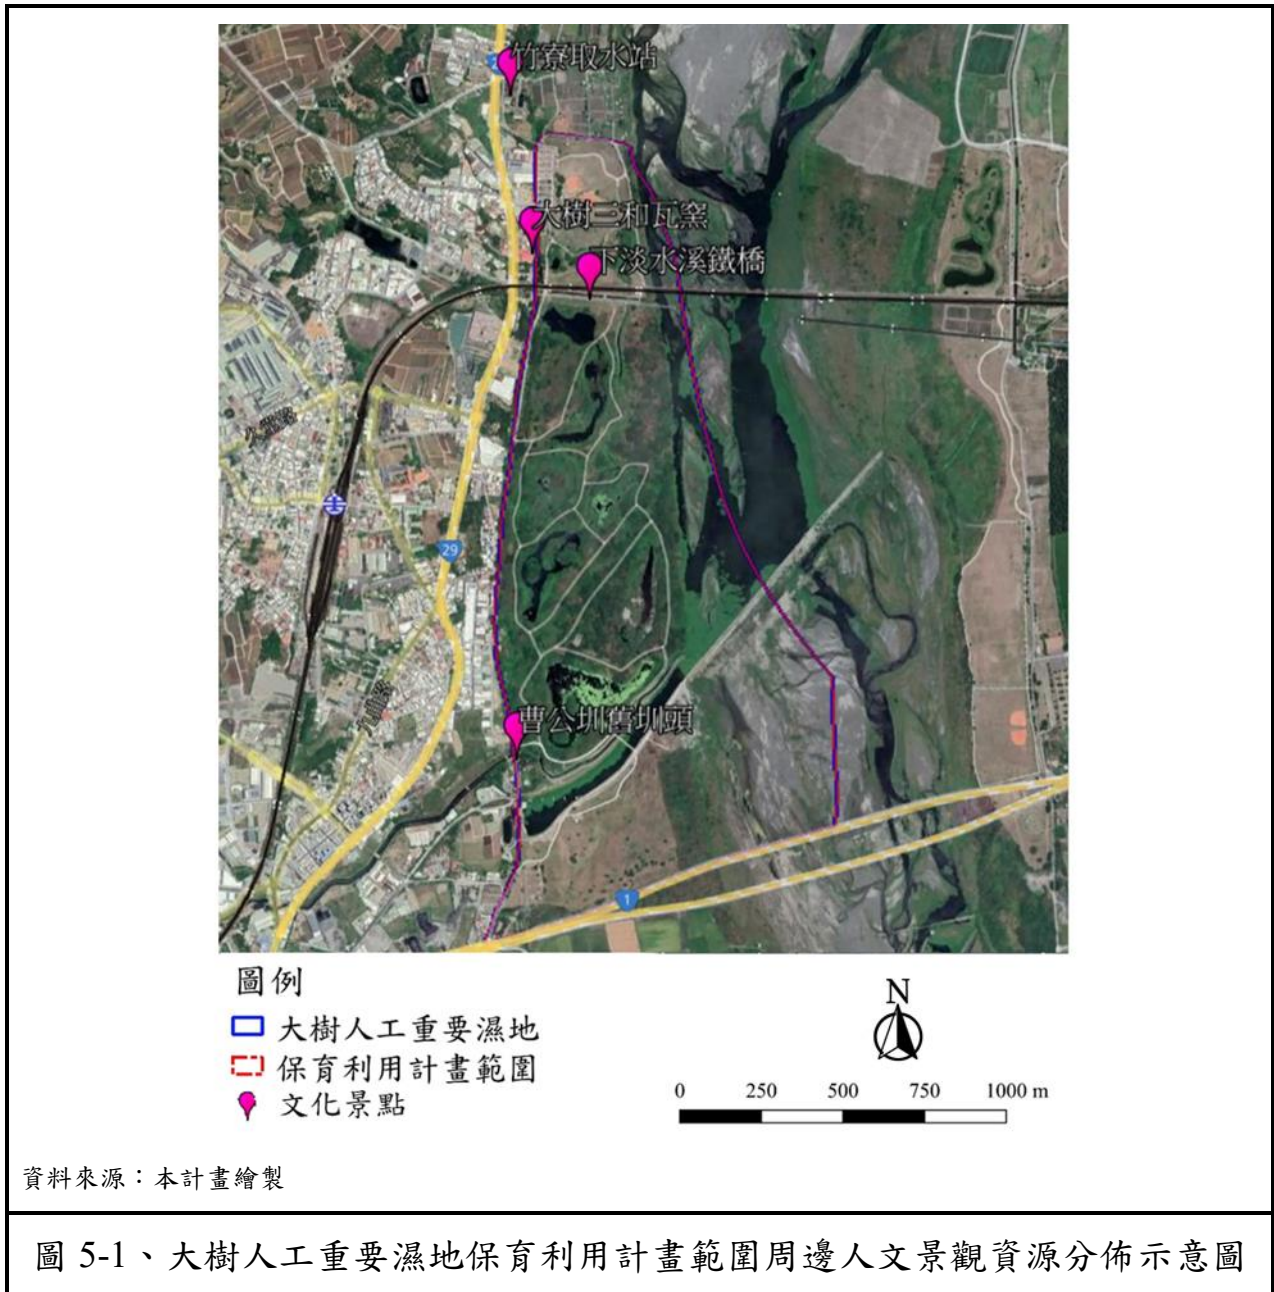 竹寮取水站
大樹三和瓦窯
下淡水溪鐵橋
29
曹公圳舊圳頭
1
圖例
大樹人工重要濕地
保育利用計畫範圍
文化景點
N
0 250 500 750 1000 m
資料來源：本計畫繪製
圖 5-1、大樹人工重要濕地保育利用計畫範圍周邊人文景觀資源分佈示意圖